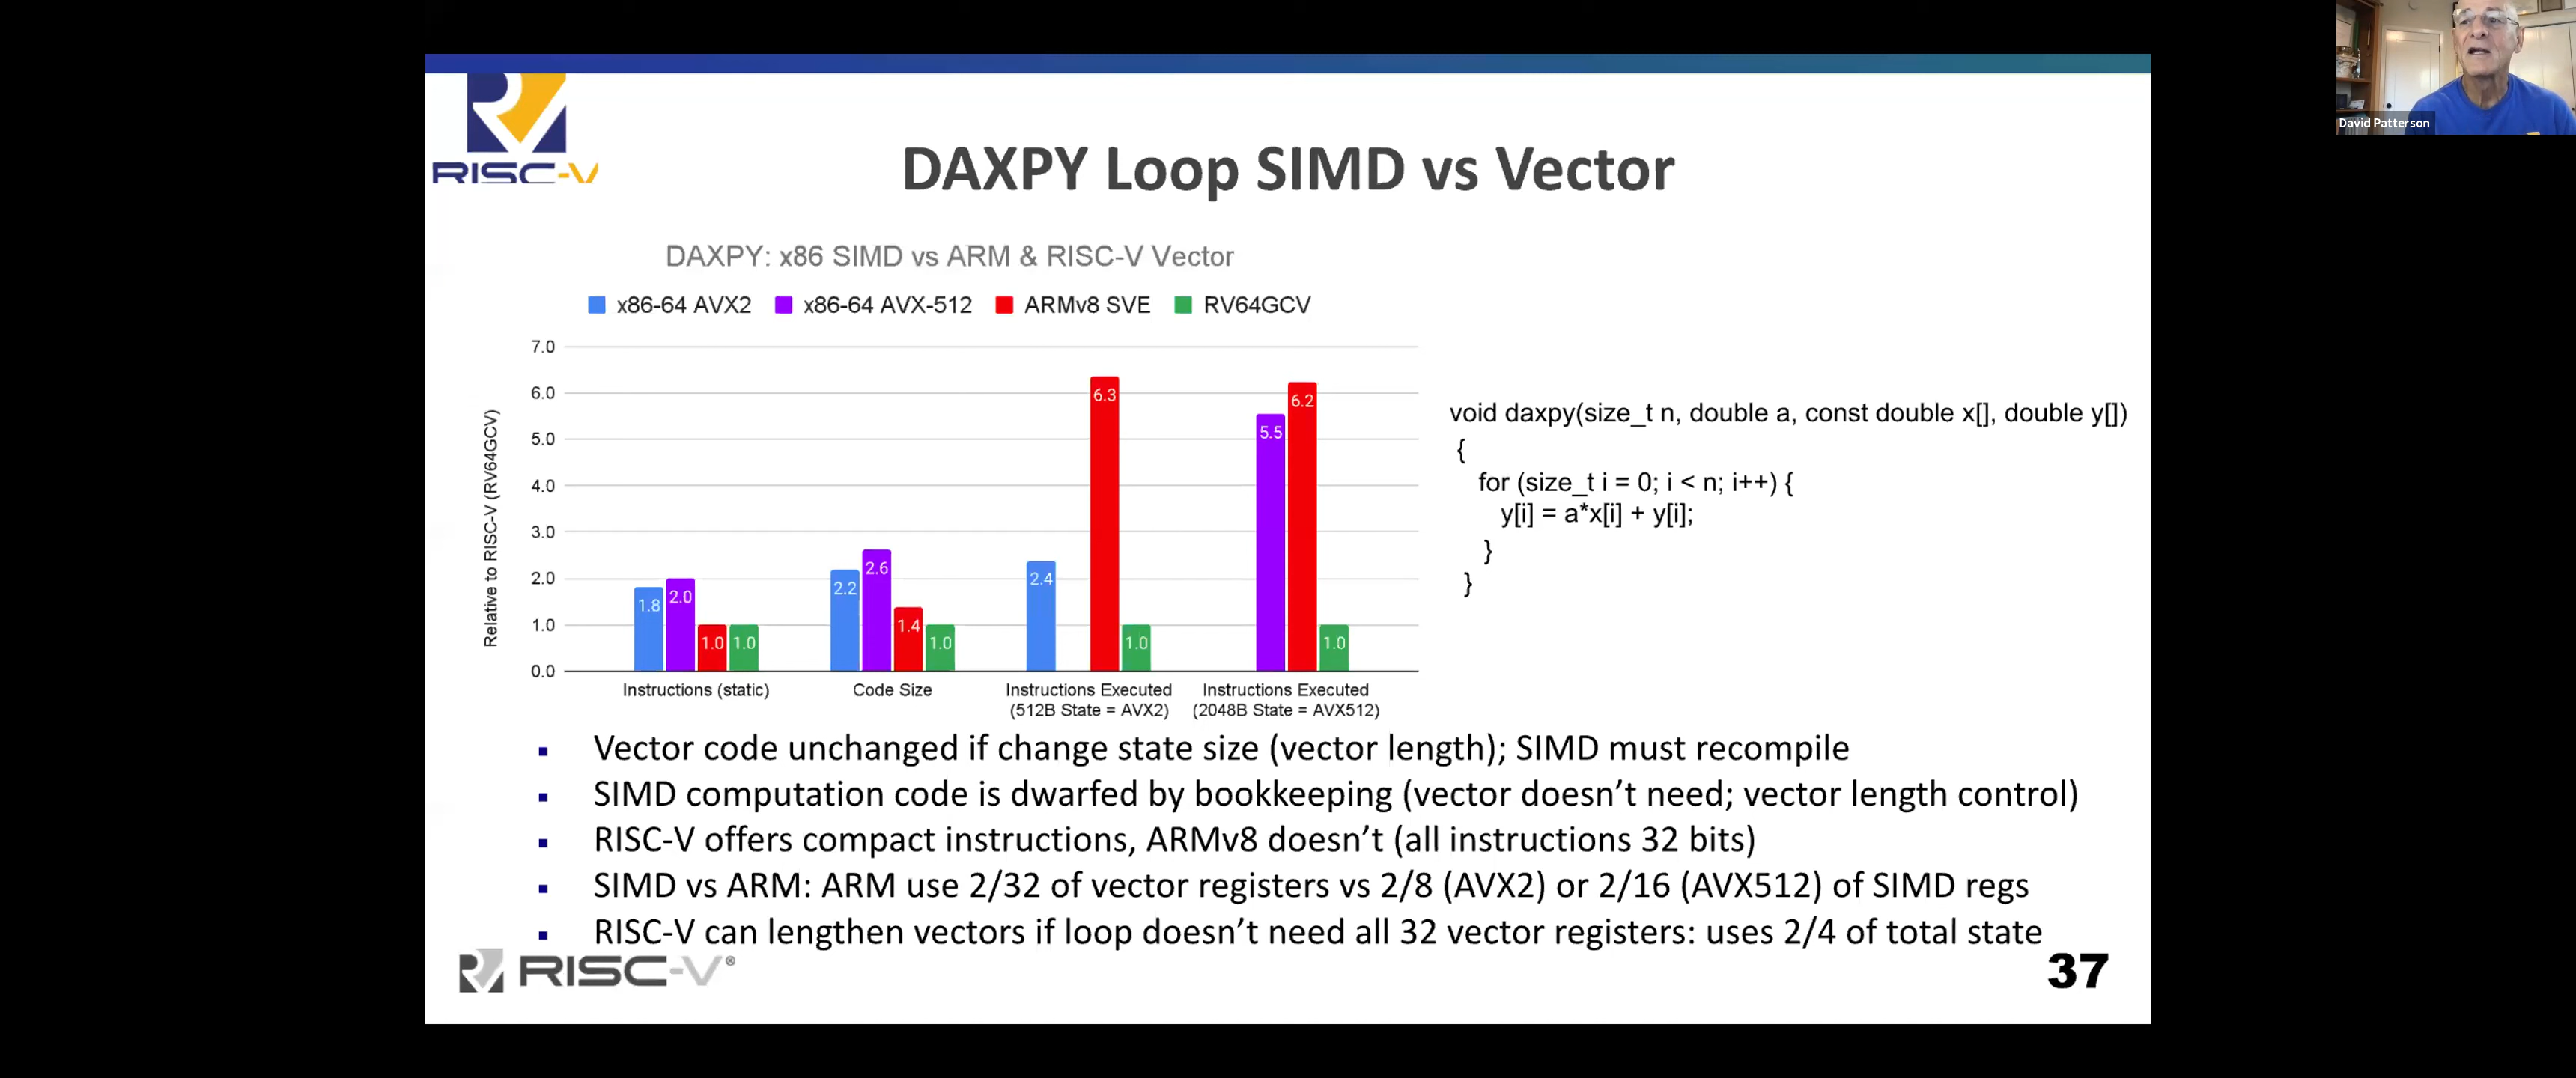 David Patterson
RISC-V
DAXPY Loop SIMD vs Vector
DAXPY: x86 SIMD vs ARM & RISC-V Vector
x86-64 AVX2 x86-64 AVX-512 ARMv8 SVE RV64GCV
Relative to RISC-V (RV64GCV)
7.0
6.0
5.0
4.0
3.0
2.0
1.0
0.0
1.8 2.0 1.0 1.0
2.2 2.6 1.4 1.0
2.4 6.3 1.0
5.5 6.2 1.0
Instructions (static)
Code Size
Instructions Executed
(512B State = AVX2)
Instructions Executed
(2048B State = AVX512)
void daxpy(size_t n, double a, const double x[], double y[])
{
for (size_t i = 0; i < n; i++) {
y[i] = a*x[i] + y[i];
}
}
▪ Vector code unchanged if change state size (vector length); SIMD must recompile
▪ SIMD computation code is dwarfed by bookkeeping (vector doesn’t need; vector length control)
▪ RISC-V offers compact instructions, ARMv8 doesn’t (all instructions 32 bits)
▪ SIMD vs ARM: ARM use 2/32 of vector registers vs 2/8 (AVX2) or 2/16 (AVX512) of SIMD regs
▪ RISC-V can lengthen vectors if loop doesn’t need all 32 vector registers: uses 2/4 of total state
RISC-V®
37